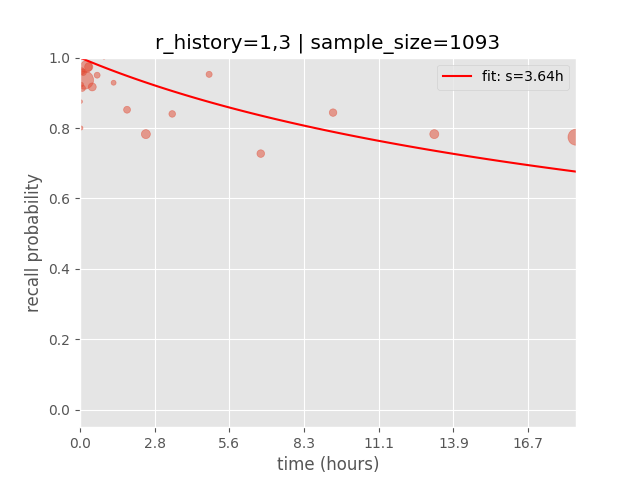 r_history=1,3 | sample_size=1093
fit: s=3.64h
1.0
0.8
0.6
0.4
0.2
0.0
recall probability
0.0 2.8 5.6 8.3 11.1 13.9 16.7
time (hours)